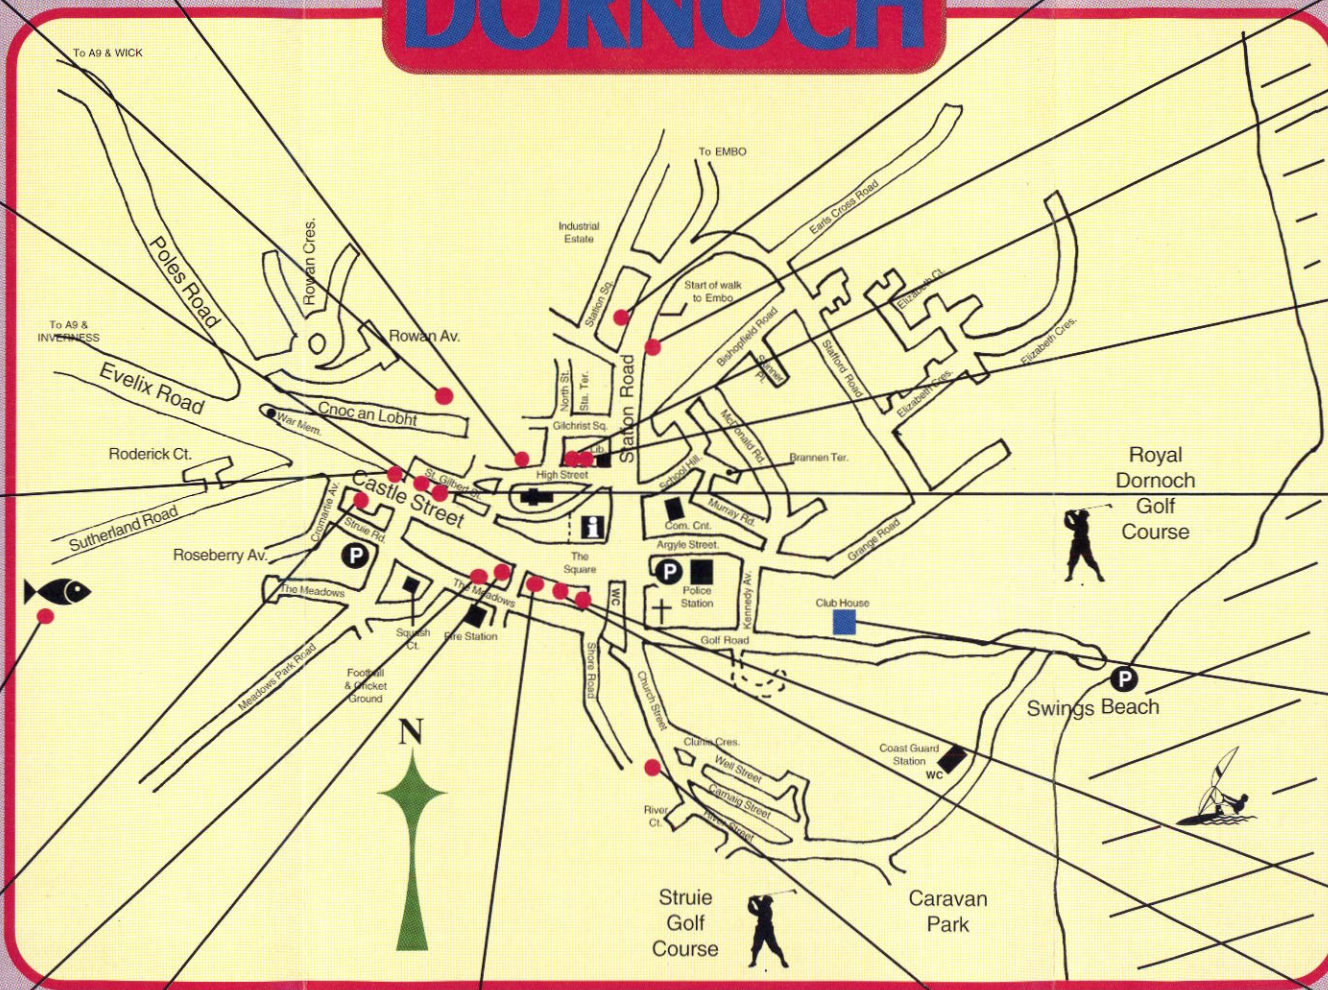 DORNOCH
To A9 & WICK
To EMBO
Earls Cross Road
Industrial
Estate
Rowan Cres.
Poles Road
Station Sq.
Start of walk
to Embo
Elizabeth Ct.
To A9 &
INVERNESS
Rowan Av.
Bishopfield Road
Stafford Road
Elizabeth Cres.
Evelix Road
North St.
Sta. Ter.
Station Road
Elizabeth Cres.
Cnoc an Lobht
War Mem.
Gilchrist Sq.
McDonald Rd.
Roderick Ct.
Lib.
Brannen Ter.
High Street
School Hill
St. Gilbert St.
Castle Street
Royal
Dornoch
Golf
Course
Cromartie Av.
Sutherland Road
Struie Rd.
i
Com. Cnt.
Murray Rd.
Grange Road
Roseberry Av.
P
The
Square
Argyle Street.
P
Police
Station
Kennedy Av.
The Meadows
The Meadows
WC
Club House
Squash
Ct.
Fire Station
Golf Road
Meadows Park Road
Football
& Cricket
Ground
Shore Road
Church Street
P
Swings Beach
N
Clunie Cres.
Well Street
Coast Guard
Station
WC
Carnaig Street
River
Ct.
River Street
Struie
Golf
Course
Caravan
Park